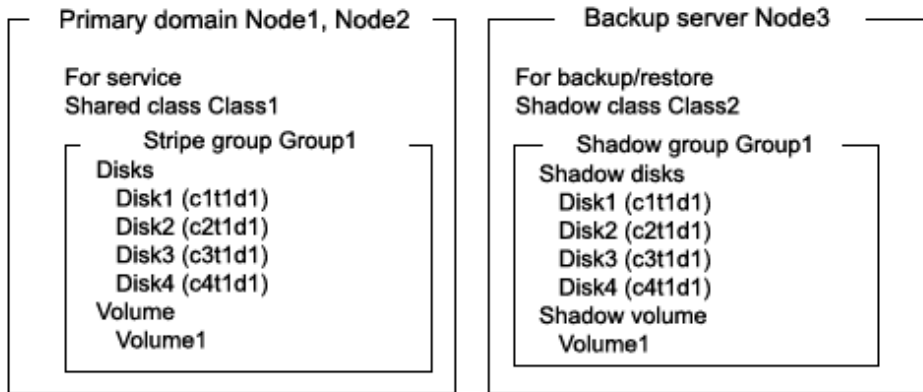 Primary domain Node1, Node2
For service
Shared class Class1
Stripe group Group1
Disks
Disk1 (c1t1d1)
Disk2 (c2t1d1)
Disk3 (c3t1d1)
Disk4 (c4t1d1)
Volume
Volume1
Backup server Node3
For backup/restore
Shadow class Class2
Shadow group Group1
Shadow disks
Disk1 (c1t1d1)
Disk2 (c2t1d1)
Disk3 (c3t1d1)
Disk4 (c4t1d1)
Shadow volume
Volume1